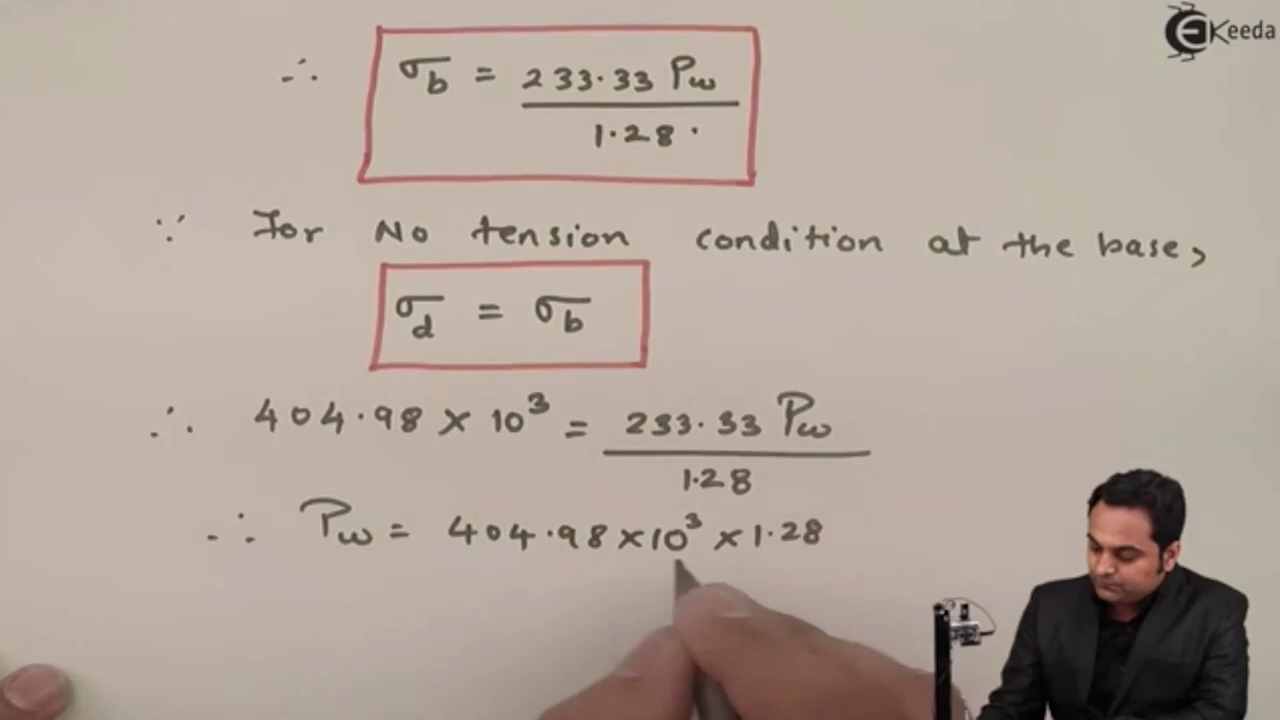 Keeda
∴ σb = 233.33 Pw
1.28 .
∵ For No tension condition at the base,
σd = σb
∴ 404.98 × 10³ = 233.33 Pw
1.28
∴ Pw = 404.98 × 10³ × 1.28